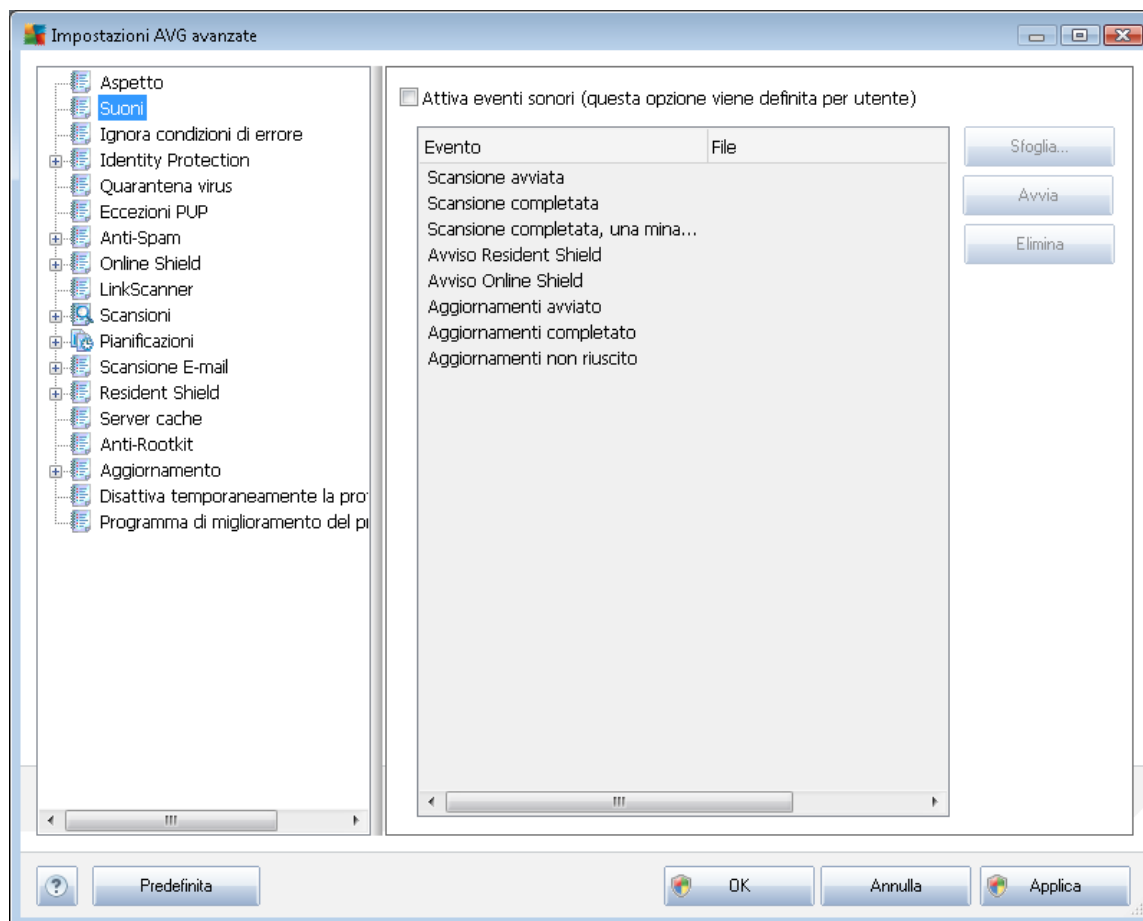 Impostazioni AVG avanzate
Aspetto
Suoni
Ignora condizioni di errore
Identity Protection
Quarantena virus
Eccezioni PUP
Anti-Spam
Online Shield
LinkScanner
Scansioni
Pianificazioni
Scansione E-mail
Resident Shield
Server cache
Anti-Rootkit
Aggiornamento
Disattiva temporaneamente la pro
Programma di miglioramento del p
Attiva eventi sonori (questa opzione viene definita per utente)
Evento File
Scansione avviata
Scansione completata
Scansione completata, una mina...
Avviso Resident Shield
Avviso Online Shield
Aggiornamenti avviato
Aggiornamenti completato
Aggiornamenti non riuscito
Sfoglia...
Avvia
Elimina
? Predefinita OK Annulla Applica